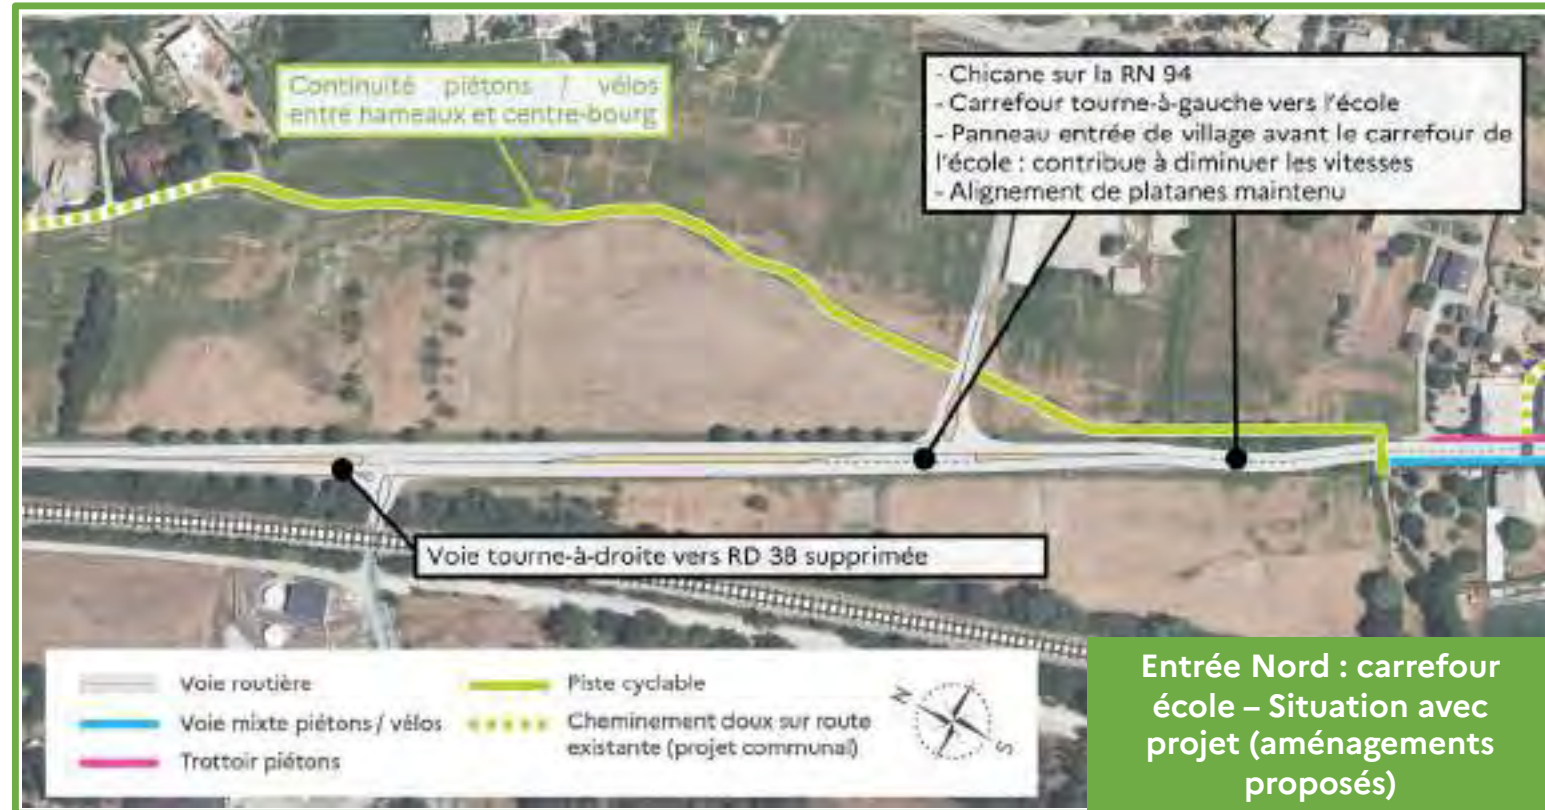 Continuité piétons / vélos
entre hameaux et centre-bourg
- Chicane sur la RN 94
- Carrefour tourne-à-gauche vers l'école
- Panneau entrée de village avant le carrefour de
l'école : contribue à diminuer les vitesses
- Alignement de platanes maintenu
Voie tourne-à-droite vers RD 38 supprimée
Voie routière
Voie mixte piétons / vélos
Trottoir piétons
Piste cyclable
Cheminement doux sur route
existante (projet communal)
N
S
Entrée Nord : carrefour
école – Situation avec
projet (aménagements
proposés)